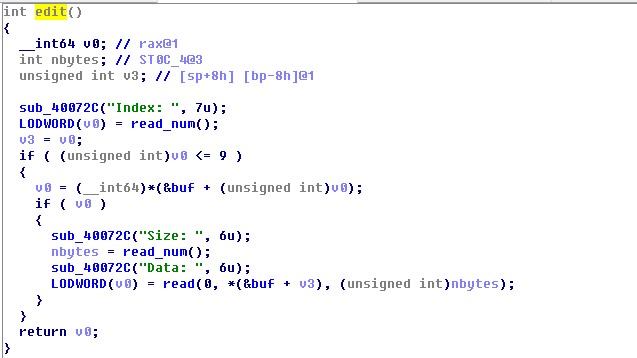 int edit()
{
__int64 v0; // rax@1
int nbytes; // ST0C_4@3
unsigned int v3; // [sp+8h] [bp-8h]@1
sub_40072C("Index: ", 7u);
LODWORD(v0) = read_num();
v3 = v0;
if ( (unsigned int)v0 <= 9 )
{
v0 = (__int64)*(&buf + (unsigned int)v0);
if ( v0 )
{
sub_40072C("Size: ", 6u);
nbytes = read_num();
sub_40072C("Data: ", 6u);
LODWORD(v0) = read(0, *(&buf + v3), (unsigned int)nbytes);
}
}
return v0;
}